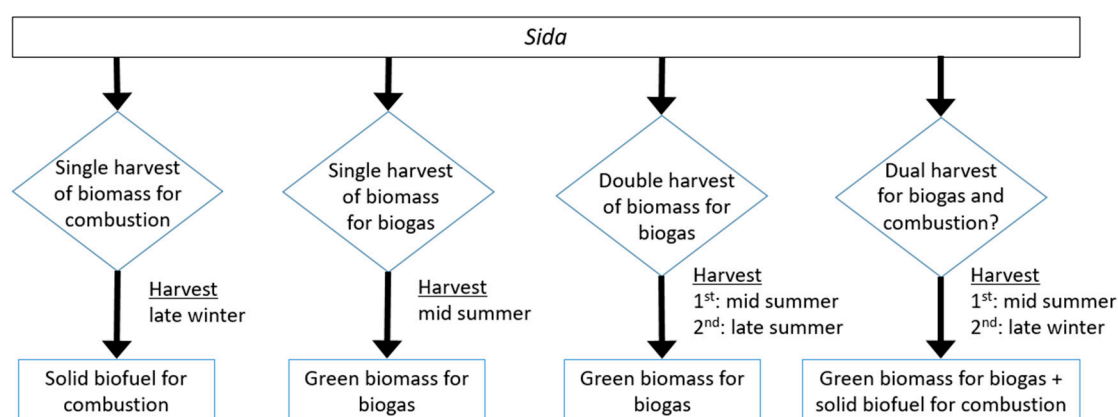 Sida
Single harvest
of biomass for
combustion
Single harvest
of biomass
for biogas
Double harvest
of biomass for
biogas
Dual harvest
for biogas and
combustion?
Harvest
late winter
Harvest
mid summer
Harvest
1st: mid summer
2nd: late summer
Harvest
1st: mid summer
2nd: late winter
Solid biofuel for
combustion
Green biomass for
biogas
Green biomass for
biogas
Green biomass for biogas +
solid biofuel for combustion